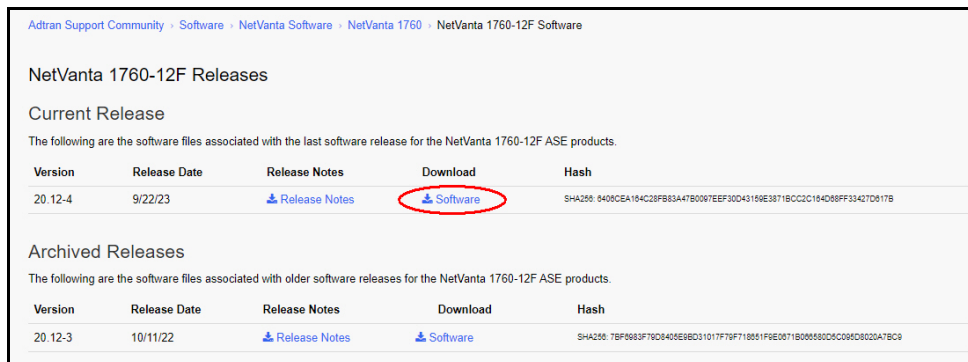 Adtran Support Community › Software › NetVanta Software › NetVanta 1760 › NetVanta 1760-12F Software
NetVanta 1760-12F Releases
Current Release
The following are the software files associated with the last software release for the NetVanta 1760-12F ASE products.
Version Release Date Release Notes Download Hash
20.12-4 9/22/23 Release Notes Software SHA256: 6406CEA164C28FB83A47B0097EEF30D43159E3871BCC2C164D68FF33427D617B
Archived Releases
The following are the software files associated with older software releases for the NetVanta 1760-12F ASE products.
Version Release Date Release Notes Download Hash
20.12-3 10/11/22 Release Notes Software SHA256: